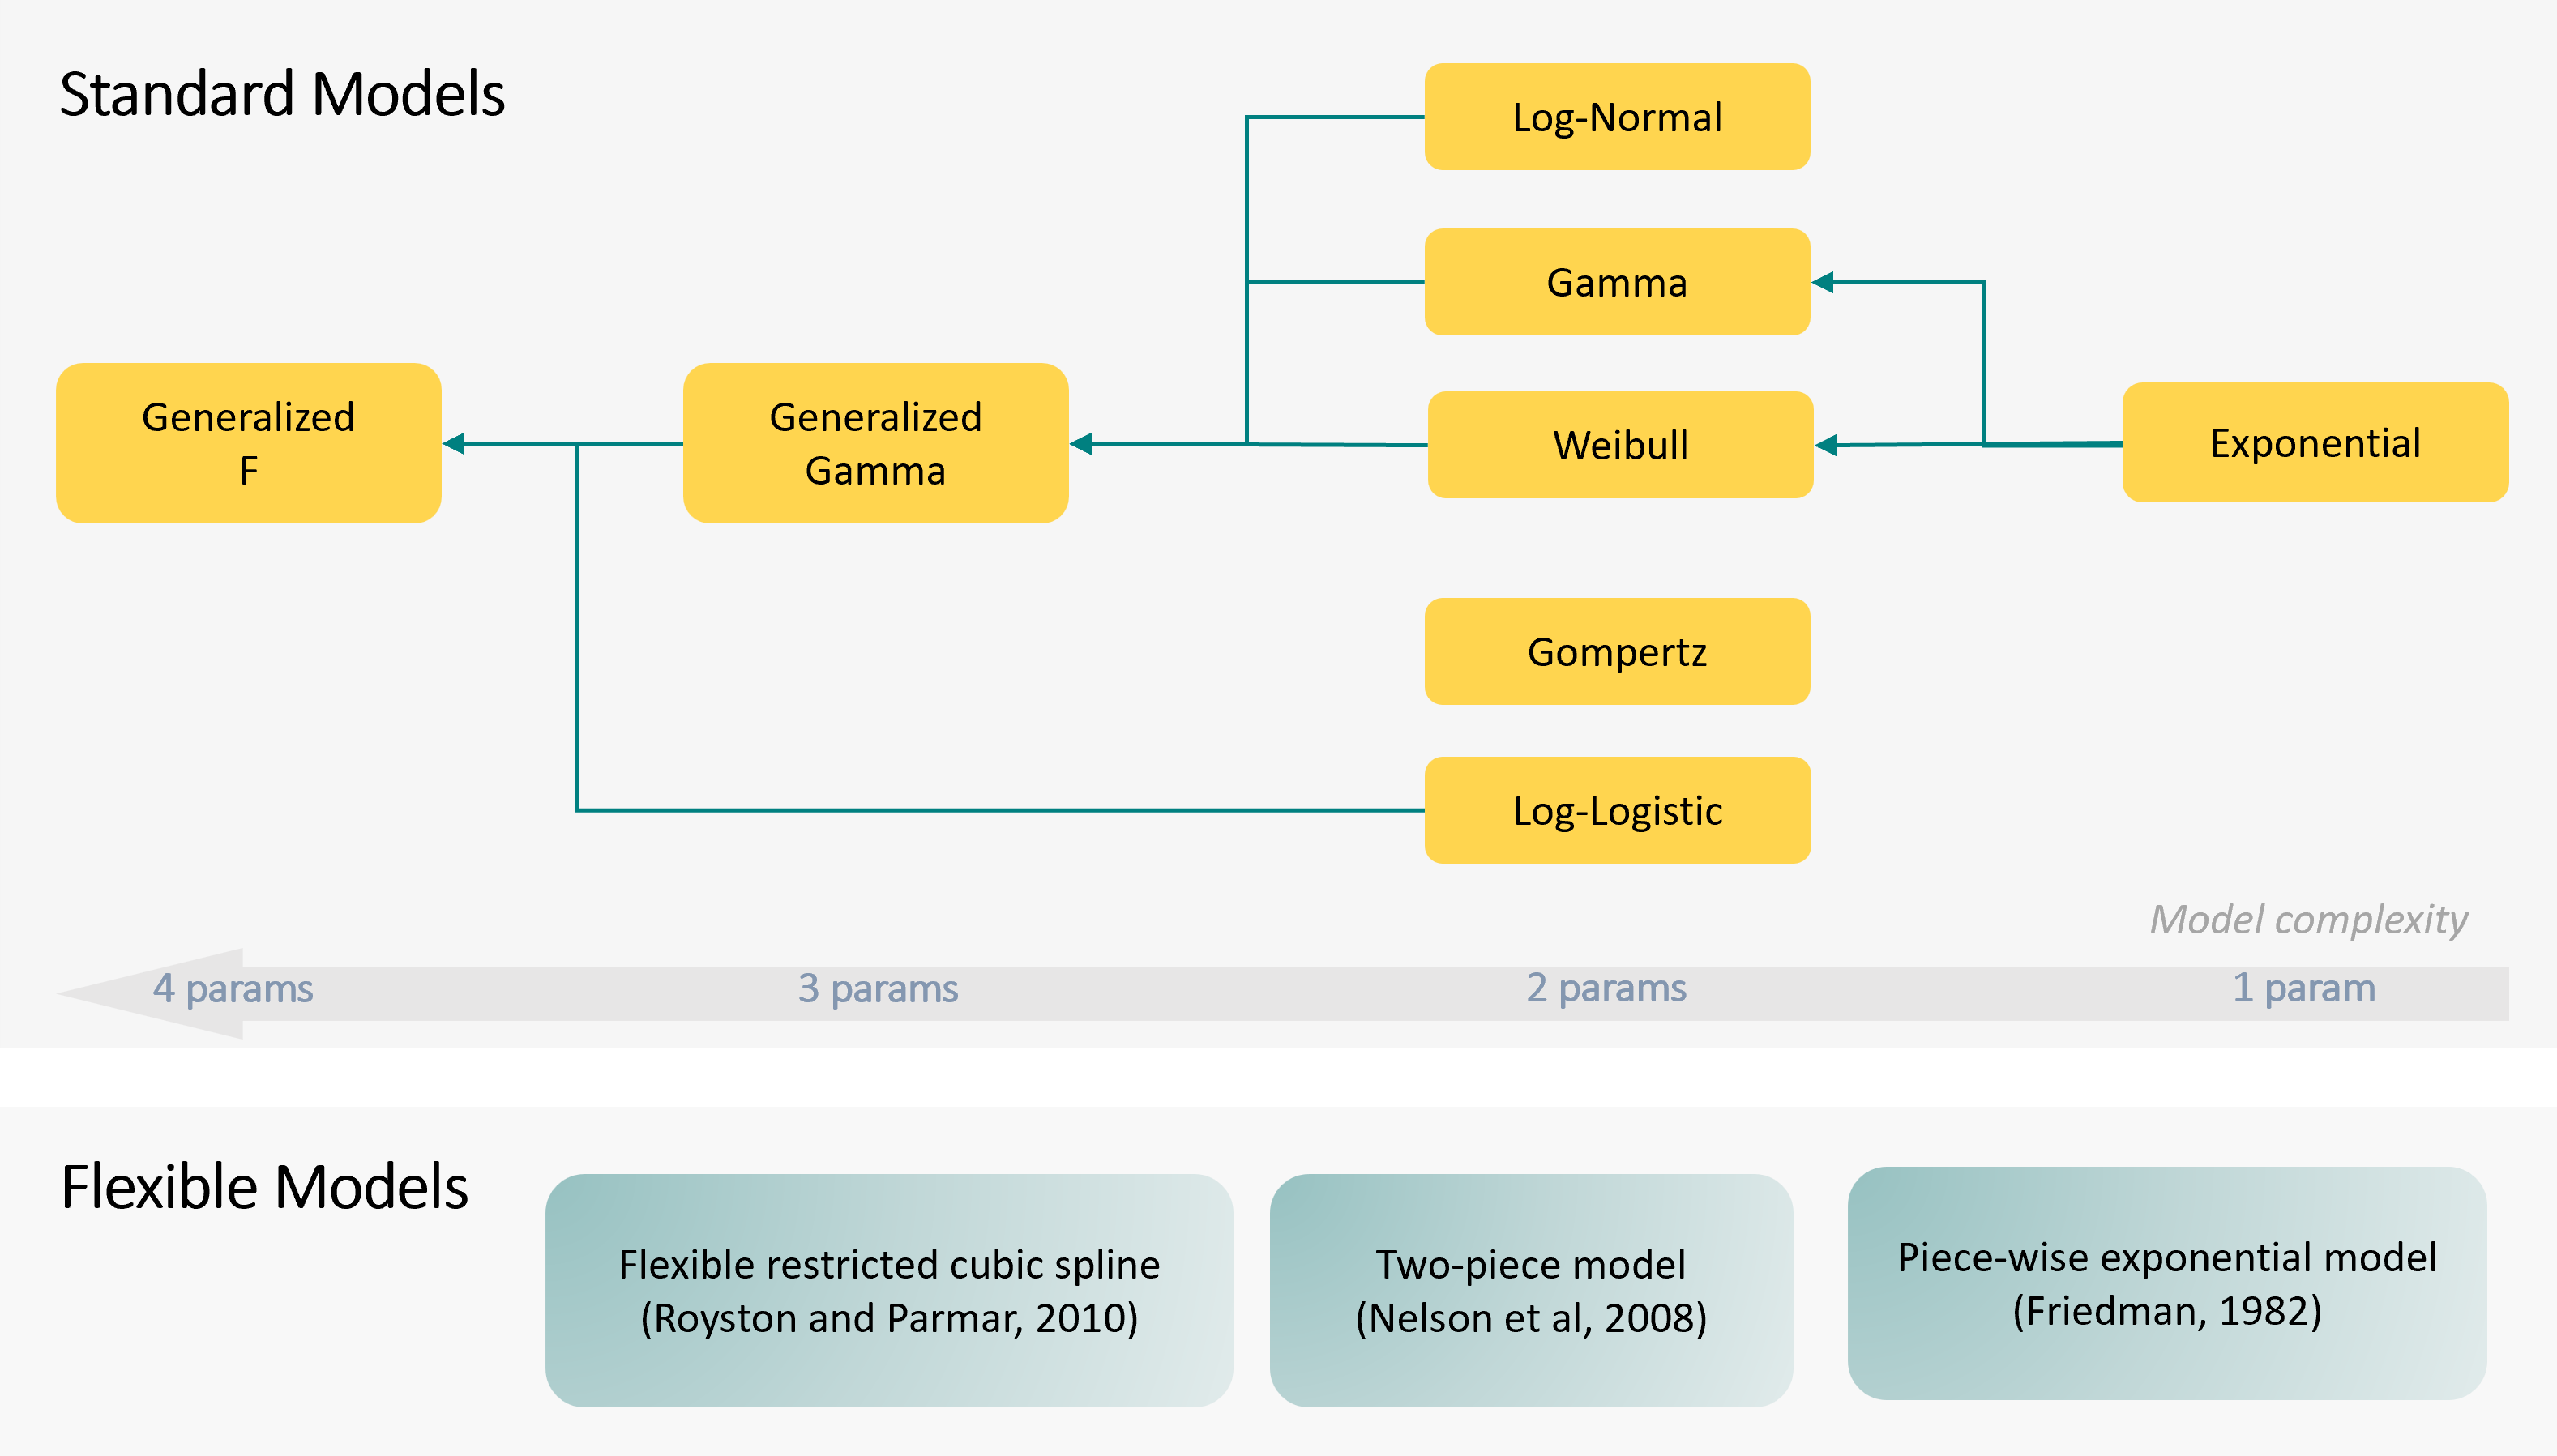 Standard Models
Log-Normal
Gamma
Generalized
F
Generalized
Gamma
Weibull
Exponential
Gompertz
Log-Logistic
Model complexity
4 params
3 params
2 params
1 param
Flexible Models
Flexible restricted cubic spline
(Royston and Parmar, 2010)
Two-piece model
(Nelson et al, 2008)
Piece-wise exponential model
(Friedman, 1982)